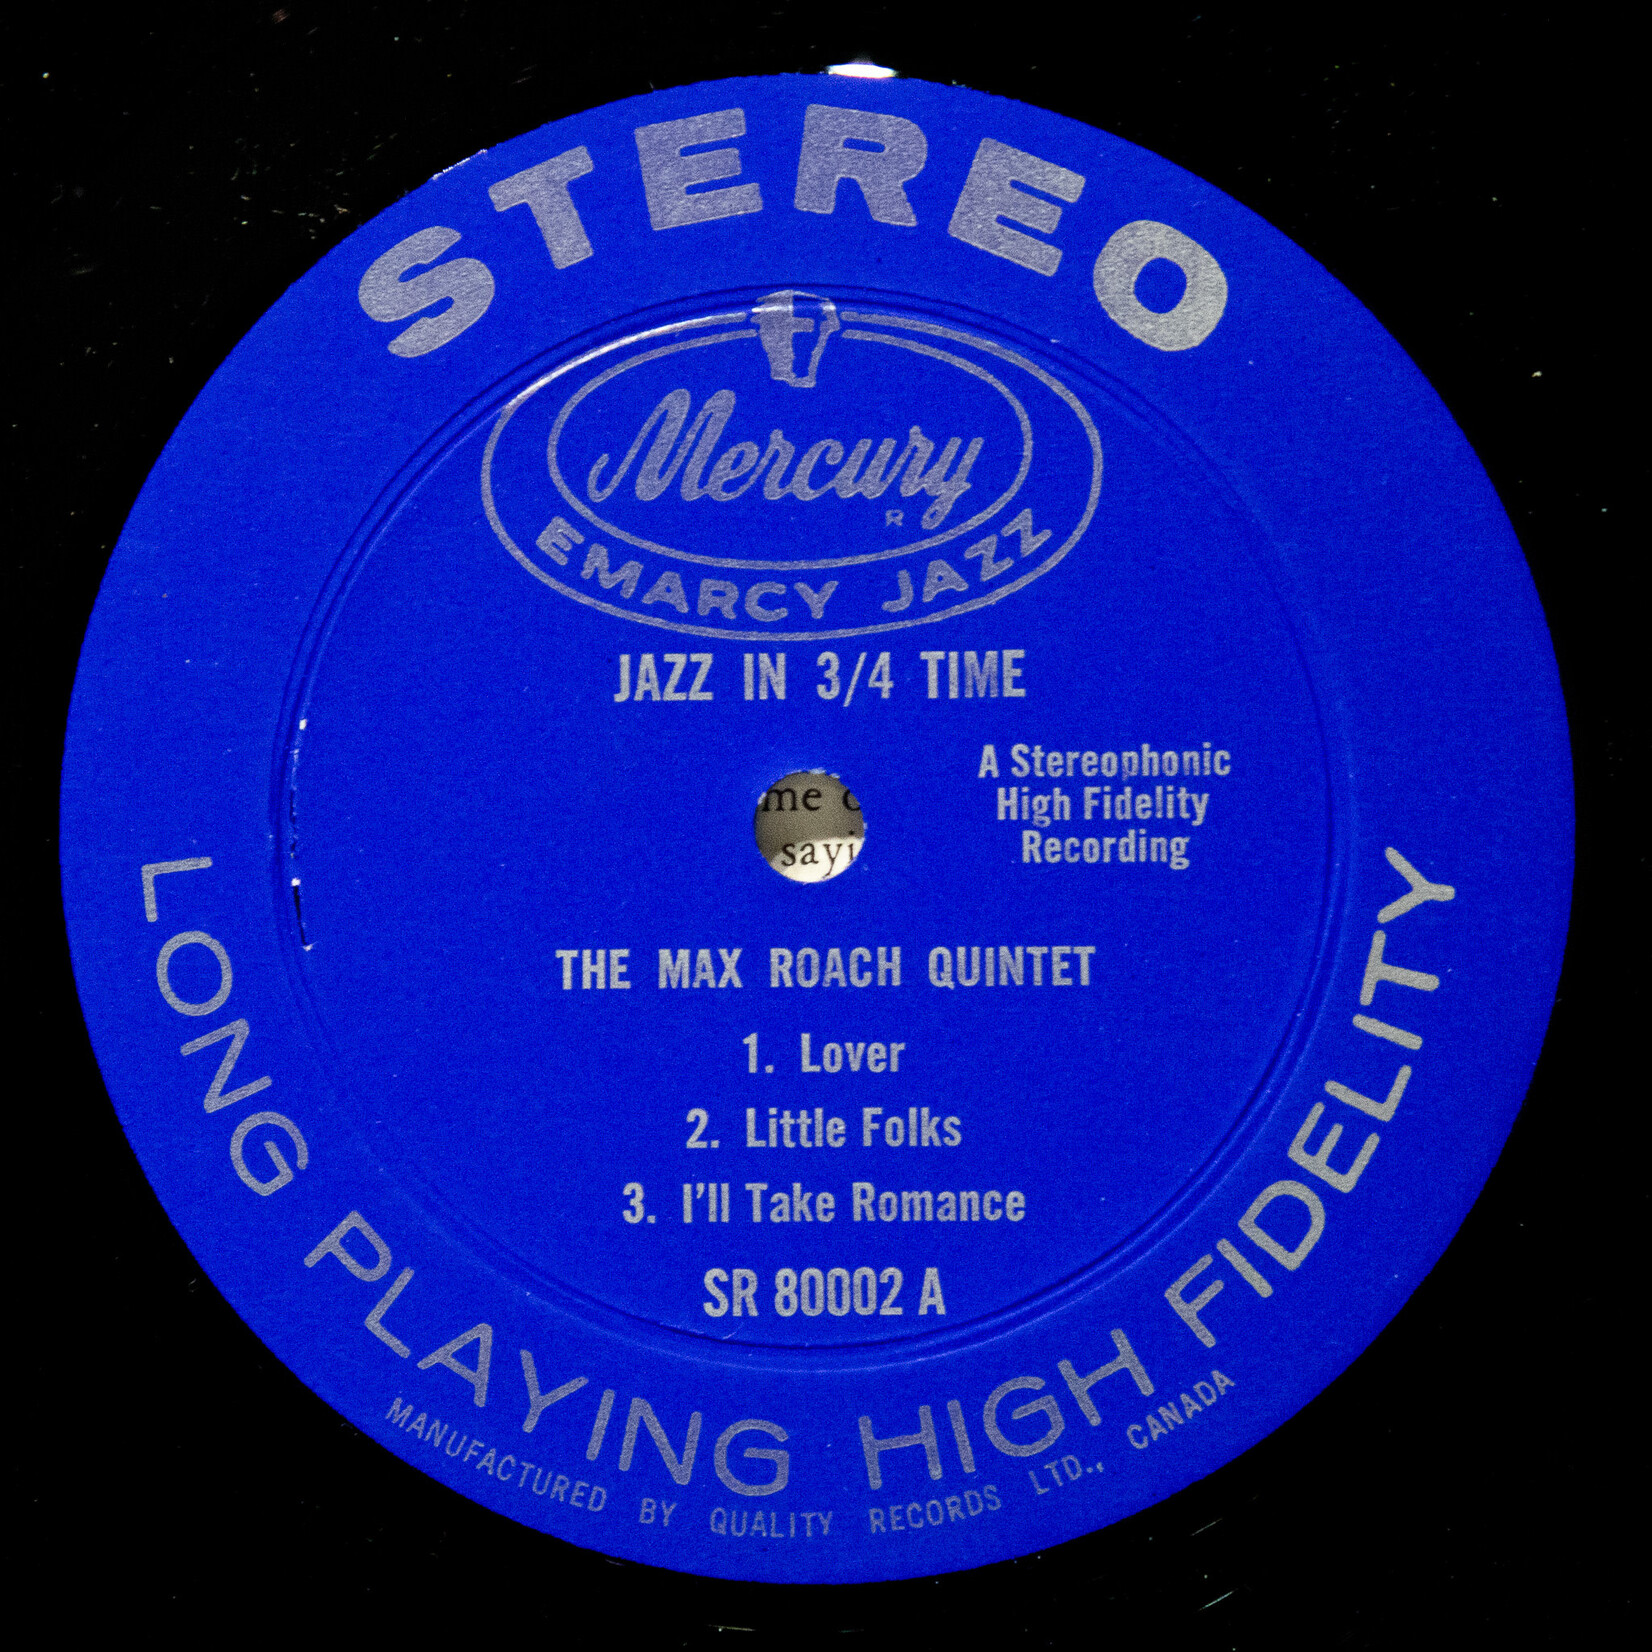 STEREO
Mercury
R
EMARCY JAZZ
JAZZ IN 3/4 TIME
A Stereophonic
High Fidelity
Recording
me
sayi
THE MAX ROACH QUINTET
1. Lover
2. Little Folks
3. I'll Take Romance
SR 80002 A
LONG PLAYING HIGH FIDELITY
MANUFACTURED BY QUALITY RECORDS LTD., CANADA